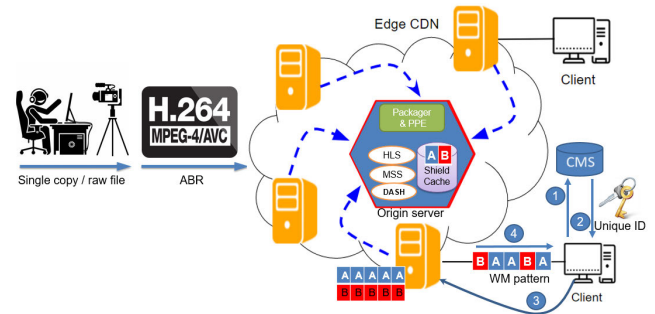 Edge CDN
Client
H.264
MPEG-4/AVC
Single copy / raw file
ABR
Packager
& PPE
HLS
MSS
DASH
A B
Shield
Cache
Origin server
CMS
1
2
Unique ID
4
B A A B A
WM pattern
A A A A A
B B B B B
3
Client